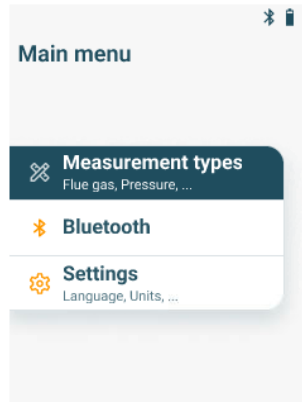 Main menu
Measurement types
Flue gas, Pressure, ...
Bluetooth
Settings
Language, Units, ...